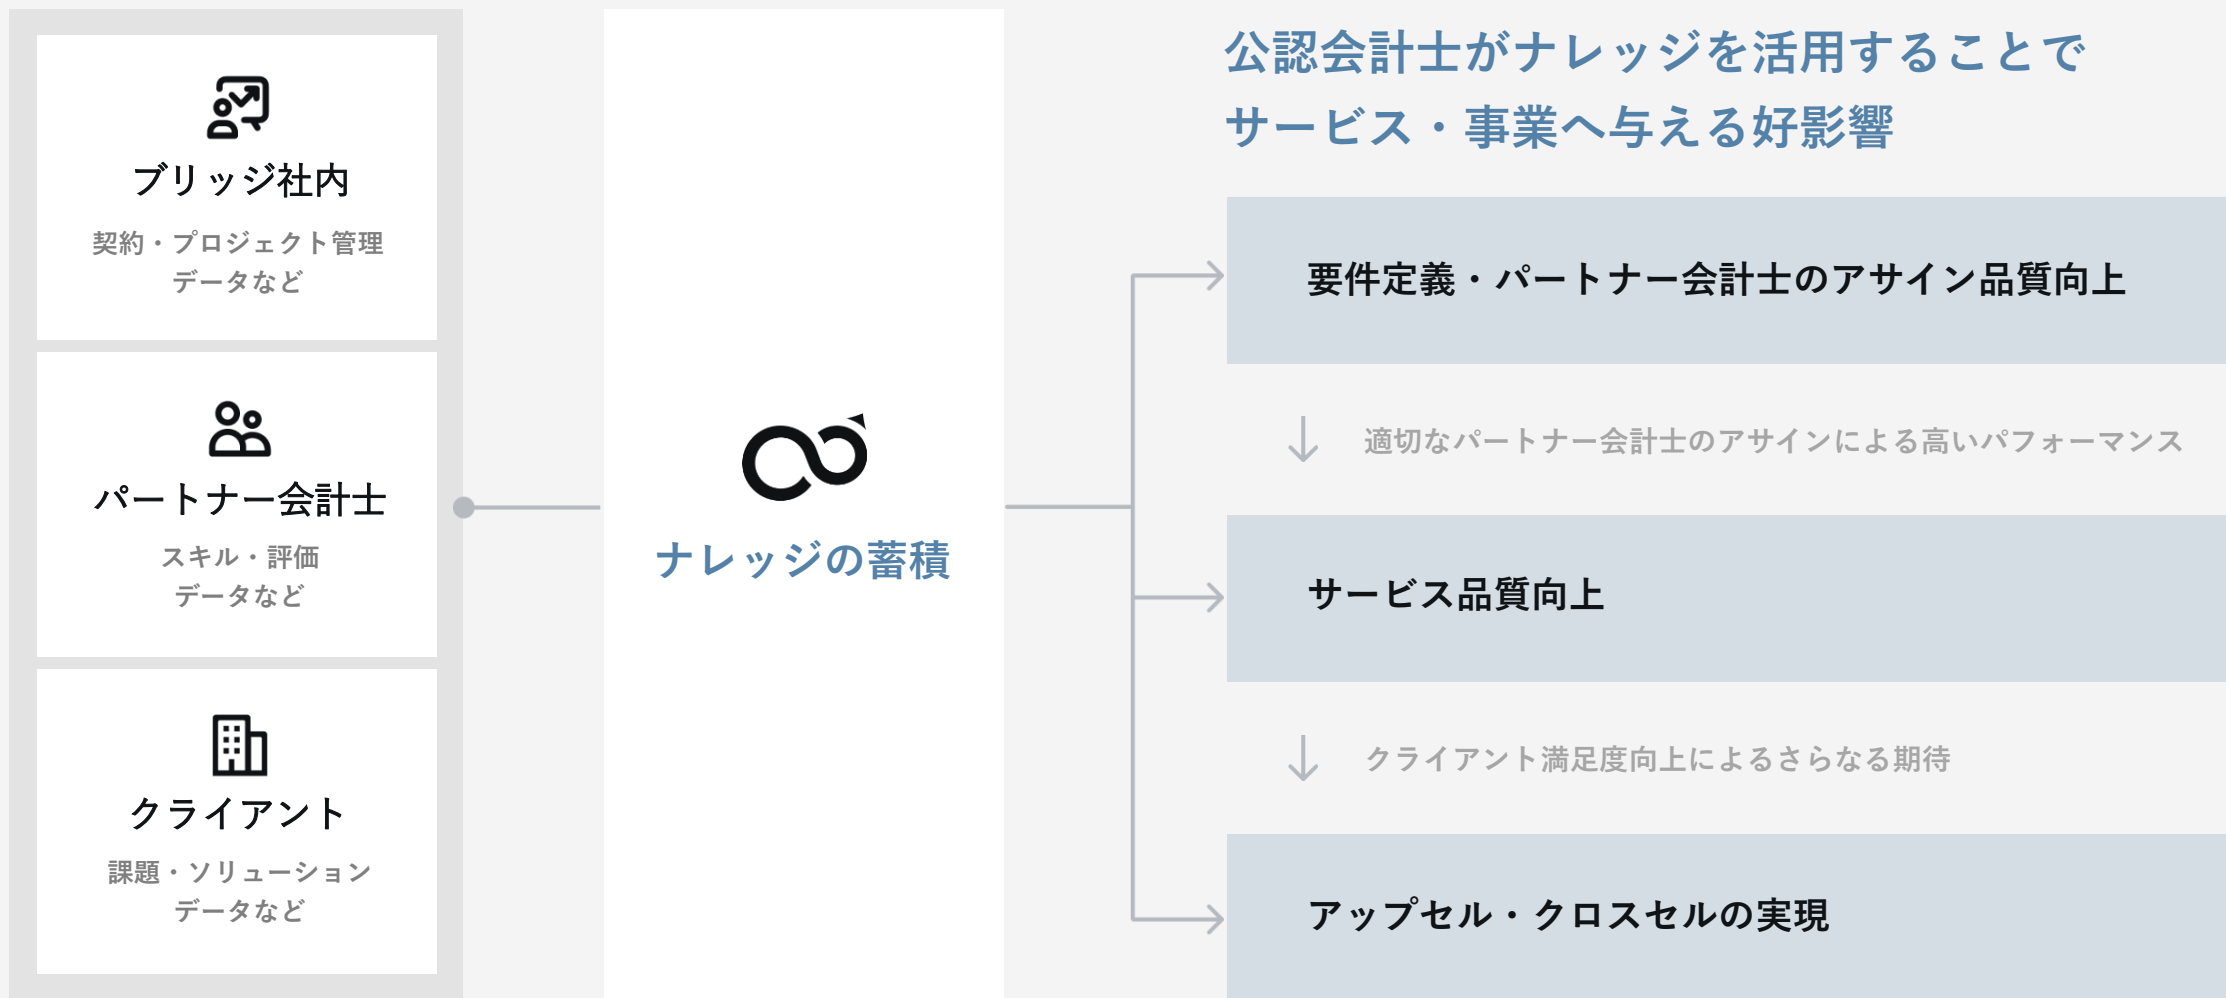 ブリッジ社内
契約・プロジェクト管理
データなど
パートナー会計士
スキル・評価
データなど
クライアント
課題・ソリューション
データなど
ナレッジの蓄積
公認会計士がナレッジを活用することで
サービス・事業へ与える好影響
要件定義・パートナー会計士のアサイン品質向上
適切なパートナー会計士のアサインによる高いパフォーマンス
サービス品質向上
クライアント満足度向上によるさらなる期待
アップセル・クロスセルの実現